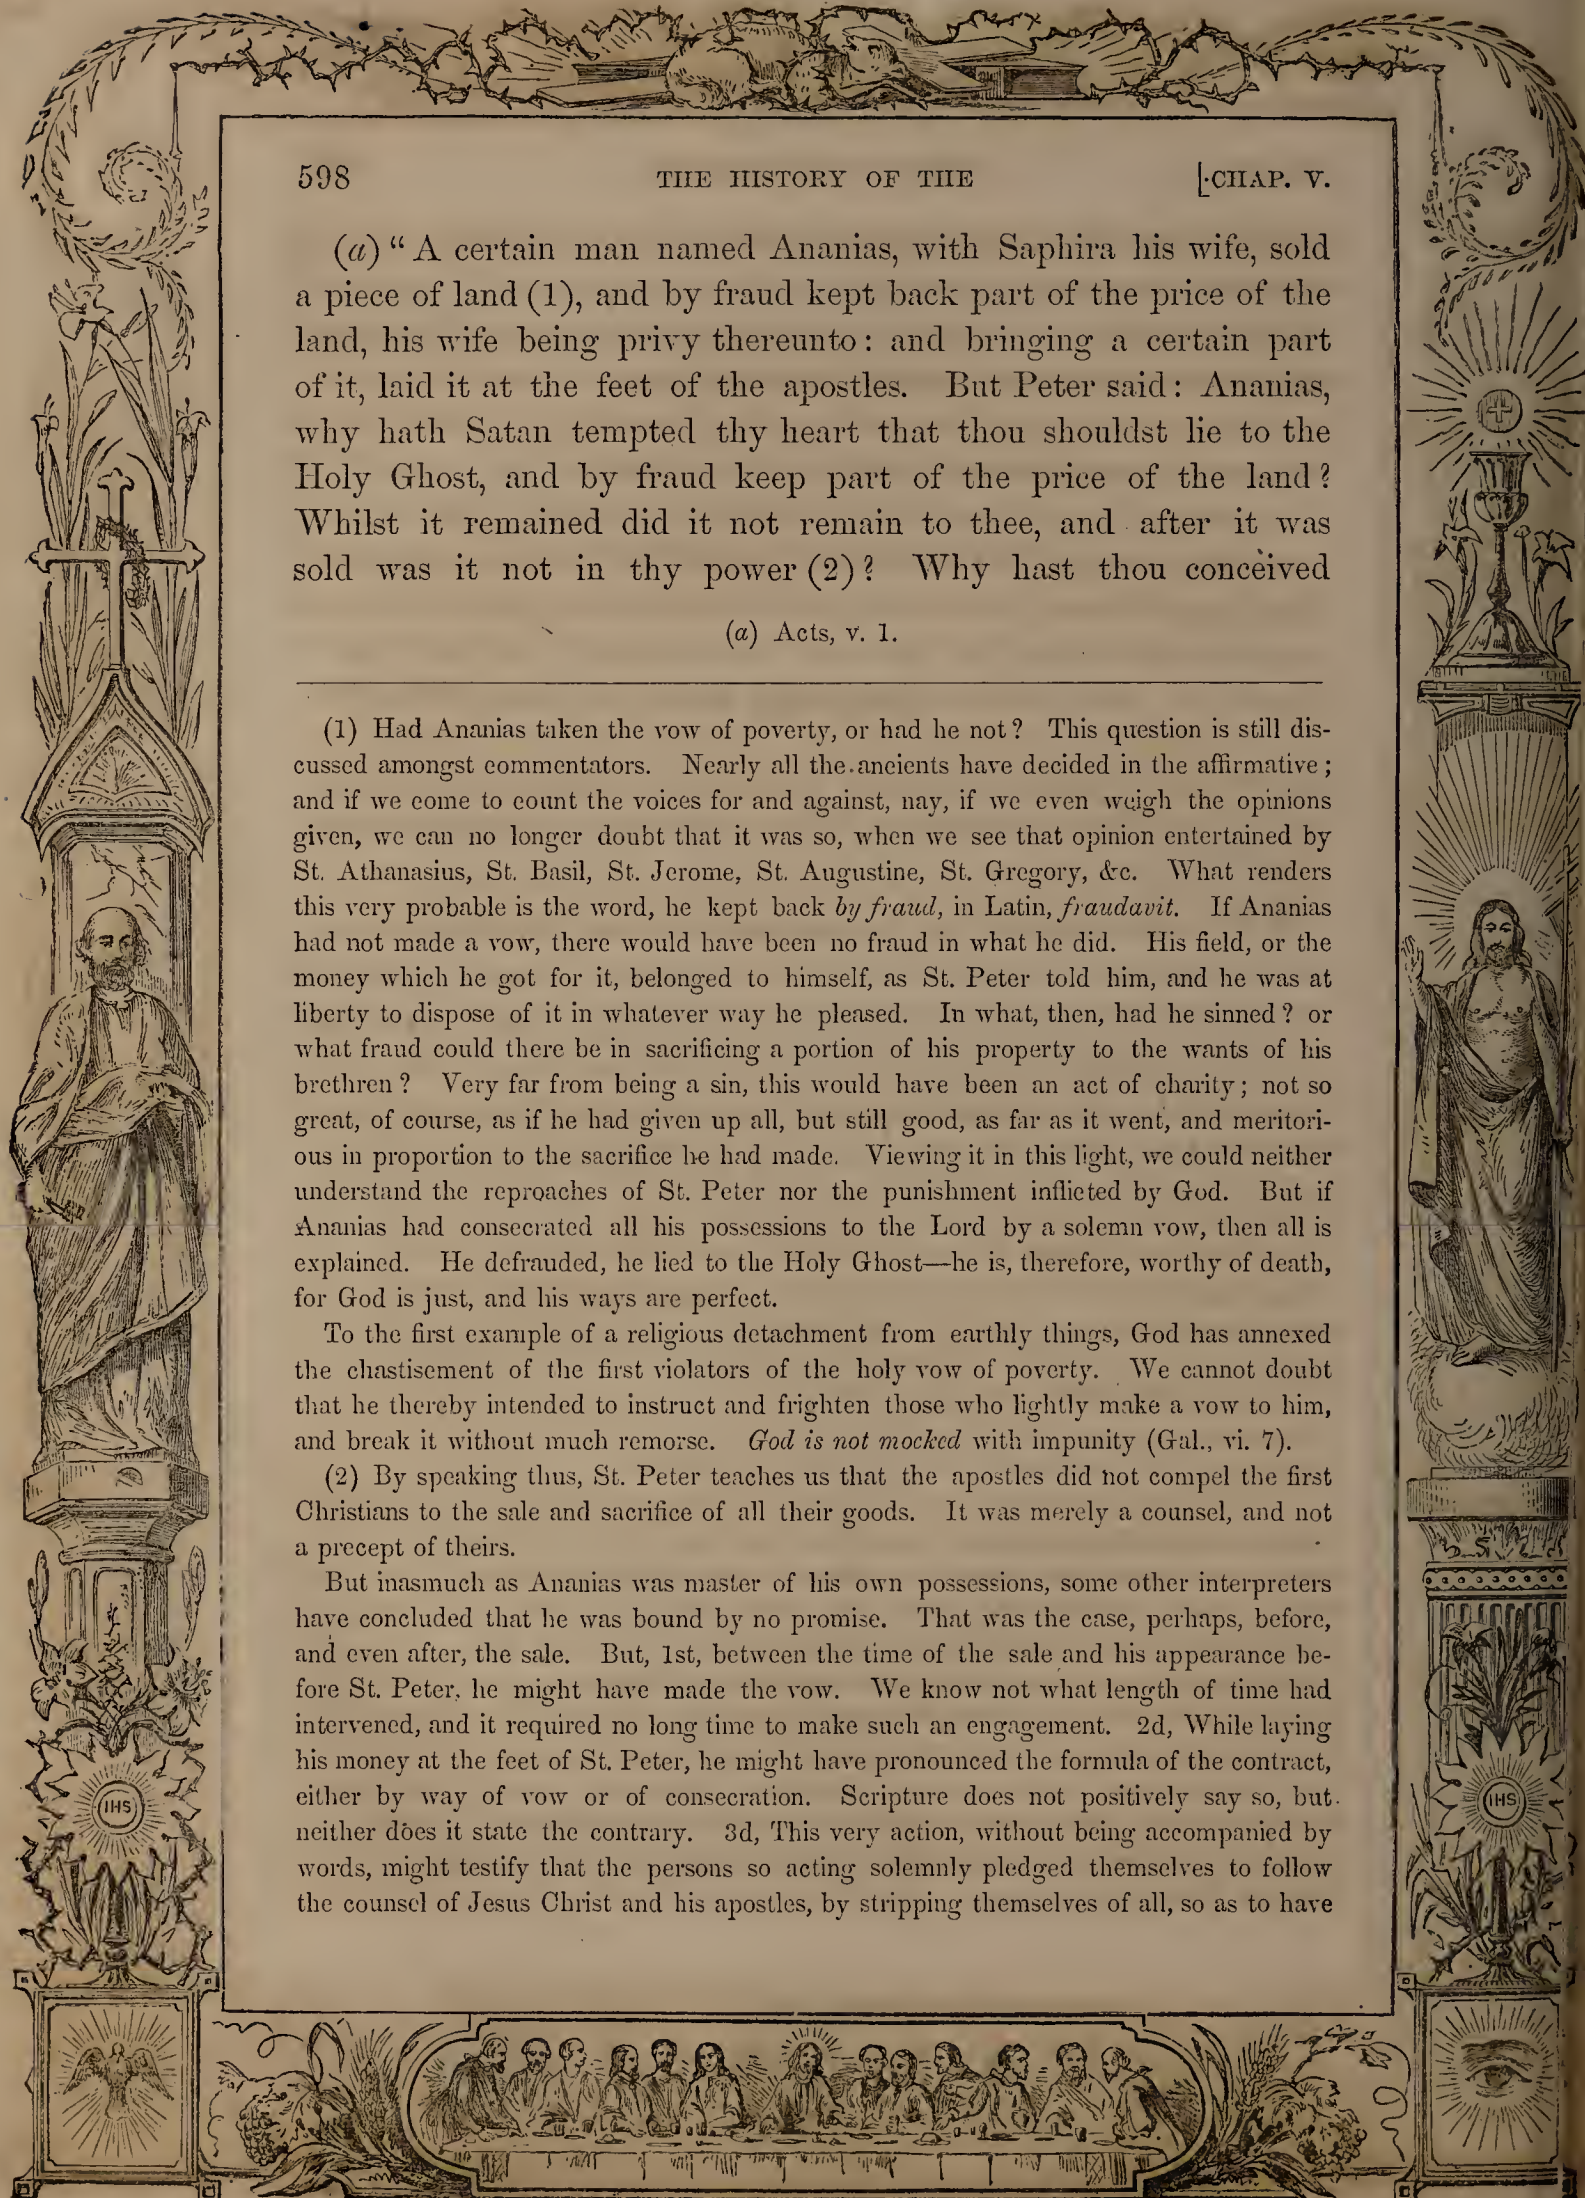 598 THE HISTORY OF THE [CHAP. V.
(a) “ A certain man named Ananias, with Saphira his wife, sold
a piece of land (1), and by fraud kept back part of the price of the
land, his wife being privy thereunto : and bringing a certain part
of it, laid it at the feet of the apostles. But Peter said : Ananias,
why hath Satan tempted thy heart that thou shouldst lie to the
Holy Ghost, and by fraud keep part of the price of the land ?
Whilst it remained did it not remain to thee, and after it was
sold was it not in thy power (2) ? Why hast thou conceived
(a) Acts, v. 1.
(1) Had Ananias taken the vow of poverty, or had he not ? This question is still dis-
cussed amongst commentators. Nearly all the ancients have decided in the affirmative ;
and if we come to count the voices for and against, nay, if we even weigh the opinions
given, we can no longer doubt that it was so, when we see that opinion entertained by
St. Athanasius, St. Basil, St. Jerome, St. Augustine, St. Gregory, &c. What renders
this very probable is the word, he kept back by fraud, in Latin, fraudavit. If Ananias
had not made a vow, there would have been no fraud in what he did. His field, or the
money which he got for it, belonged to himself, as St. Peter told him, and he was at
liberty to dispose of it in whatever way he pleased. In what, then, had he sinned ? or
what fraud could there be in sacrificing a portion of his property to the wants of his
brethren ? Very far from being a sin, this would have been an act of charity ; not so
great, of course, as if he had given up all, but still good, as far as it went, and meritori-
ous in proportion to the sacrifice he had made. Viewing it in this light, we could neither
understand the reproaches of St. Peter nor the punishment inflicted by God. But if
Ananias had consecrated all his possessions to the Lord by a solemn vow, then all is
explained. He defrauded, he lied to the Holy Ghost—he is, therefore, worthy of death,
for God is just, and his ways are perfect.
To the first example of a religious detachment from earthly things, God has annexed
the chastisement of the first violators of the holy vow of poverty. We cannot doubt
that he thereby intended to instruct and frighten those who lightly make a vow to him,
and break it without much remorse. God is not mocked with impunity (Gal., vi. 7).
(2) By speaking thus, St. Peter teaches us that the apostles did not compel the first
Christians to the sale and sacrifice of all their goods. It was merely a counsel, and not
a precept of theirs.
But inasmuch as Ananias was master of his own possessions, some other interpreters
have concluded that he was bound by no promise. That was the case, perhaps, before,
and even after, the sale. But, 1st, between the time of the sale and his appearance be-
fore St. Peter, he might have made the vow. We know not what length of time had
intervened, and it required no long time to make such an engagement. 2d, While laying
his money at the feet of St. Peter, he might have pronounced the formula of the contract,
either by way of vow or of consecration. Scripture does not positively say so, but
neither does it state the contrary. 3d, This very action, without being accompanied by
words, might testify that the persons so acting solemnly pledged themselves to follow
the counsel of Jesus Christ and his apostles, by stripping themselves of all, so as to have
IHS
IHS